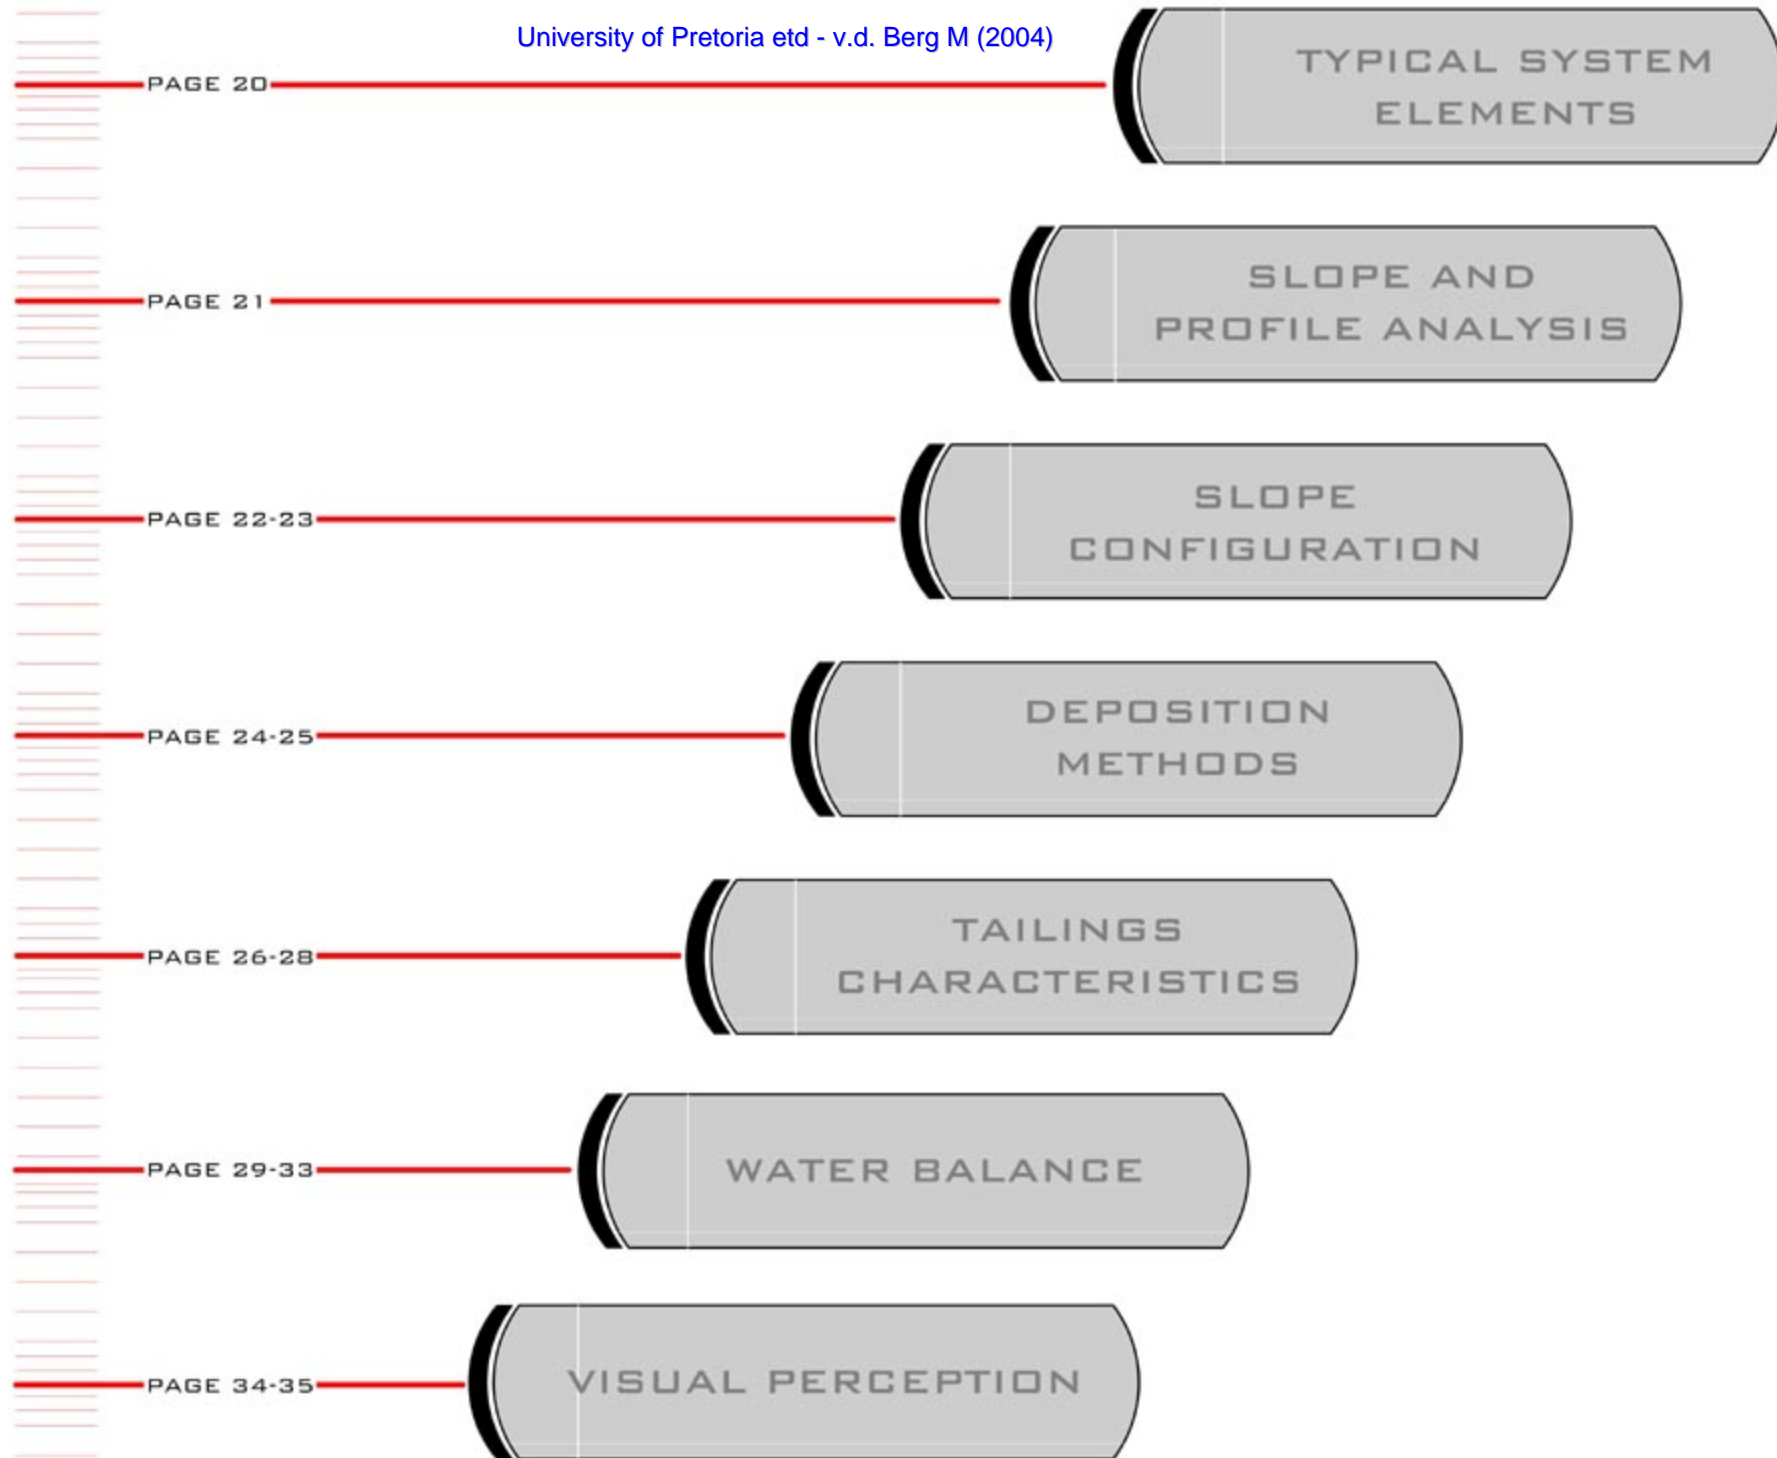 University of Pretoria etd - v.d. Berg M (2004)
PAGE 20
TYPICAL SYSTEM
ELEMENTS
PAGE 21
SLOPE AND
PROFILE ANALYSIS
PAGE 22-23
SLOPE
CONFIGURATION
PAGE 24-25
DEPOSITION
METHODS
PAGE 26-28
TAILINGS
CHARACTERISTICS
PAGE 29-33
WATER BALANCE
PAGE 34-35
VISUAL PERCEPTION